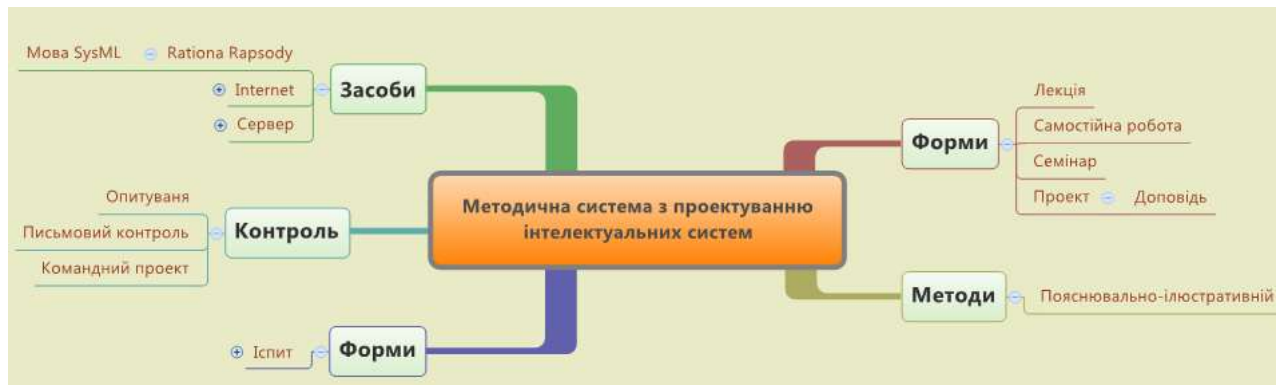 Мова SysML
Rationa Rapsody
Internet
Сервер
Засоби
Опитуваня
Письмовий контроль
Командний проект
Контроль
Іспит
Форми
Методична система з проектуванню
інтелектуальних систем
Форми
Лекція
Самостійна робота
Семінар
Проект
Доповідь
Методи
Пояснювально-ілюстративній